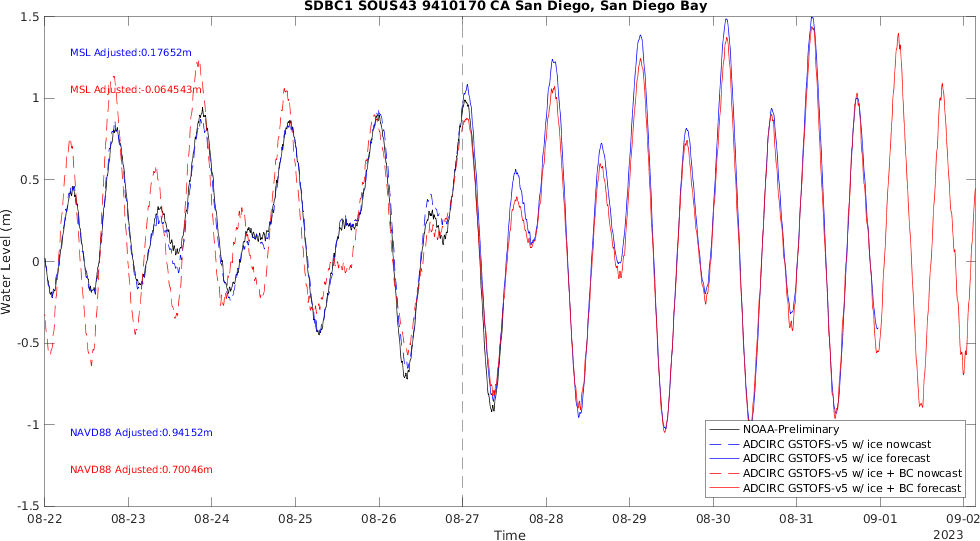 SDBC1 SOUS43 9410170 CA San Diego, San Diego Bay
1.5
MSL Adjusted:0.17652m
MSL Adjusted:-0.064543m
1
0.5
0
Water Level (m)
-0.5
-1
NAVD88 Adjusted:0.94152m
NAVD88 Adjusted:0.70046m
-1.5
NOAA-Preliminary
ADCIRC GSTOFS-v5 w/ ice nowcast
ADCIRC GSTOFS-v5 w/ ice forecast
ADCIRC GSTOFS-v5 w/ ice + BC nowcast
ADCIRC GSTOFS-v5 w/ ice + BC forecast
08-22 08-23 08-24 08-25 08-26 08-27 08-28 08-29 08-30 08-31 09-01 09-02
Time
2023